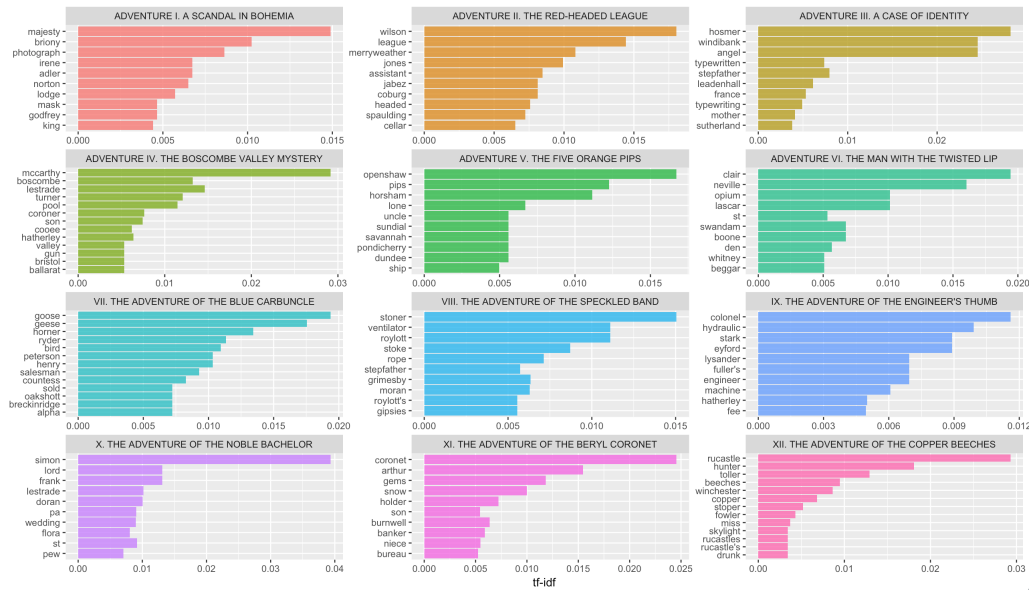 ADVENTURE I. A SCANDAL IN BOHEMIA
majesty
briony
photograph
irene
adler
norton
lodge
mask
godfrey
king
0.000 0.005 0.010 0.015
ADVENTURE II. THE RED-HEADED LEAGUE
wilson
league
merryweather
jones
assistant
jabez
coburg
headed
spaulding
cellar
0.000 0.005 0.010 0.015
ADVENTURE III. A CASE OF IDENTITY
hosmer
windibank
angel
typewritten
stepfather
leadenhall
france
typewriting
mother
sutherland
0.00 0.01 0.02
ADVENTURE IV. THE BOSCOMBE VALLEY MYSTERY
mccarthy
boscombe
lestrade
turner
pool
coroner
son
cooee
hatherley
valley
gun
bristol
ballarat
0.00 0.01 0.02 0.03
ADVENTURE V. THE FIVE ORANGE PIPS
openshaw
pips
horsham
lone
uncle
sundial
savannah
pondicherry
dundee
ship
0.000 0.005 0.010 0.015
ADVENTURE VI. THE MAN WITH THE TWISTED LIP
clair
neville
opium
lascar
st
swandam
boone
den
whitney
beggar
0.000 0.005 0.010 0.015 0.020
VII. THE ADVENTURE OF THE BLUE CARBUNCLE
goose
geese
horner
ryder
bird
peterson
henry
salesman
countess
sold
oakshott
breckinridge
alpha
0.000 0.005 0.010 0.015 0.020
VIII. THE ADVENTURE OF THE SPECKLED BAND
stoner
ventilator
roylott
stoke
rope
stepfather
grimesby
moran
roylott's
gipsies
0.000 0.005 0.010 0.015
IX. THE ADVENTURE OF THE ENGINEER'S THUMB
colonel
hydraulic
stark
eyford
lysander
fuller's
engineer
machine
hatherley
fee
0.000 0.003 0.006 0.009 0.012
X. THE ADVENTURE OF THE NOBLE BACHELOR
simon
lord
frank
lestrade
doran
pa
wedding
flora
st
pew
0.00 0.01 0.02 0.03 0.04
XI. THE ADVENTURE OF THE BERYL CORONET
coronet
arthur
gems
snow
holder
son
burnwell
banker
niece
bureau
0.000 0.005 0.010 0.015 0.020 0.025
XII. THE ADVENTURE OF THE COPPER BEECHES
rucastle
hunter
toller
beeches
winchester
copper
stoper
fowler
miss
skylight
rucastles
rucastle's
drunk
0.00 0.01 0.02 0.03
tf-idf